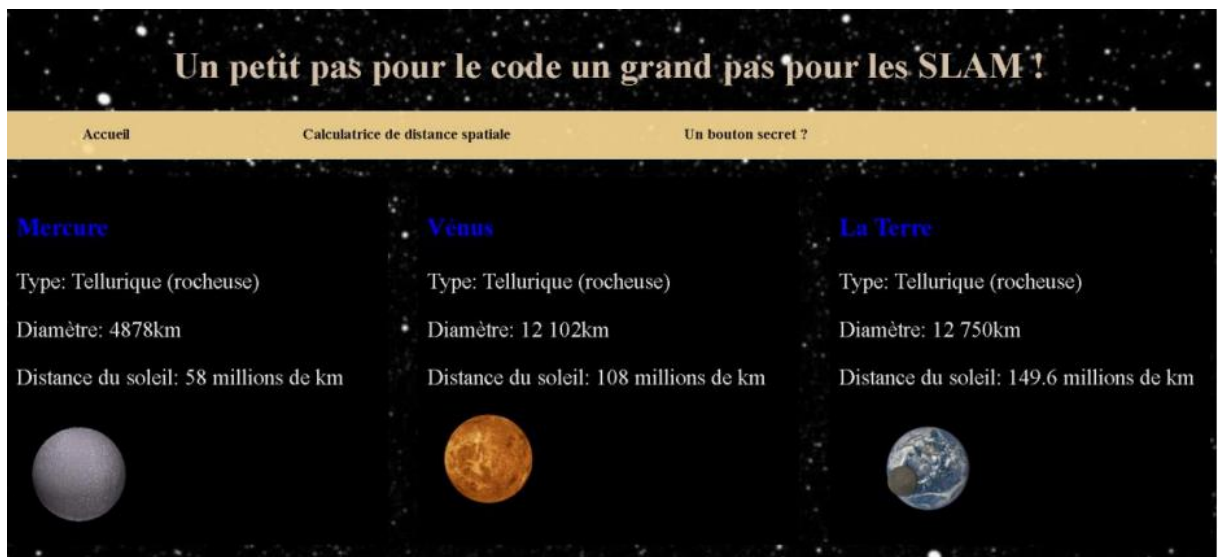 Un petit pas pour le code un grand pas pour les SLAM !
Accueil
Calculatrice de distance spatiale
Un bouton secret ?
Mercure
Type: Tellurique (rocheuse)
Diamètre: 4878km
Distance du soleil: 58 millions de km
Vénus
Type: Tellurique (rocheuse)
Diamètre: 12 102km
Distance du soleil: 108 millions de km
La Terre
Type: Tellurique (rocheuse)
Diamètre: 12 750km
Distance du soleil: 149.6 millions de km